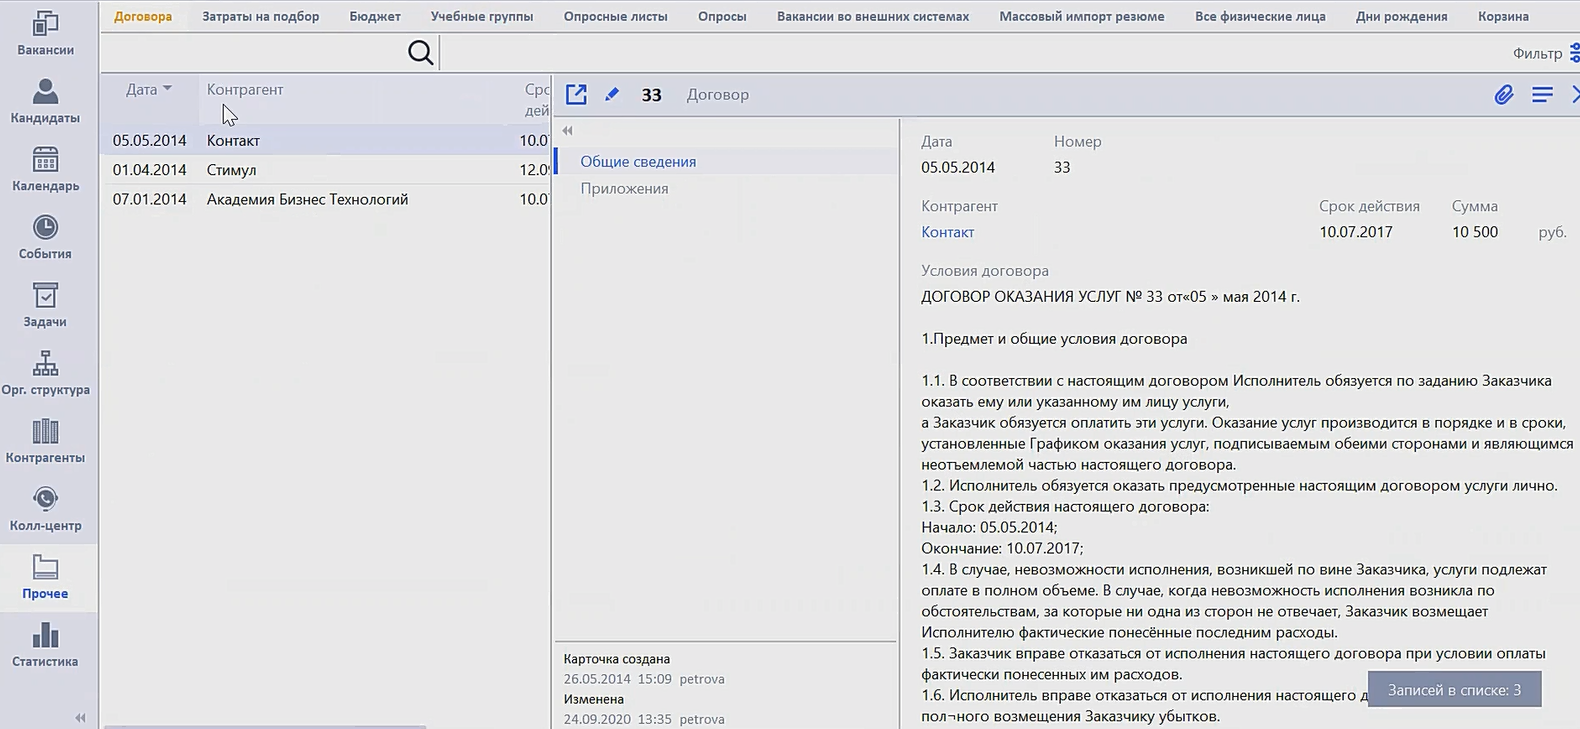 Договора Затраты на подбор Бюджет Учебные группы Опросные листы Опросы Вакансии во внешних системах Массовый импорт резюме Все физические лица Дни рождения Корзина
Фильтр
Вакансии
Кандидаты
Календарь
События
Задачи
Орг. структура
Контрагенты
Колл-центр
Прочее
Статистика
Дата Контрагент Сро
дей
05.05.2014 Контакт 10.0
01.04.2014 Стимул 12.0
07.01.2014 Академия Бизнес Технологий 10.0
33 Договор
Общие сведения
Приложения
Карточка создана
26.05.2014 15:09 petrova
Изменена
24.09.2020 13:35 petrova
Дата Номер
05.05.2014 33
Контрагент Срок действия Сумма
Контакт 10.07.2017 10 500 руб.
Условия договора
ДОГОВОР ОКАЗАНИЯ УСЛУГ № 33 от«05 » мая 2014 г.
1.Предмет и общие условия договора
1.1. В соответствии с настоящим договором Исполнитель обязуется по заданию Заказчика
оказать ему или указанному им лицу услуги,
а Заказчик обязуется оплатить эти услуги. Оказание услуг производится в порядке и в сроки,
установленные Графиком оказания услуг, подписываемым обеими сторонами и являющимся
неотъемлемой частью настоящего договора.
1.2. Исполнитель обязуется оказать предусмотренные настоящим договором услуги лично.
1.3. Срок действия настоящего договора:
Начало: 05.05.2014;
Окончание: 10.07.2017;
1.4. В случае, невозможности исполнения, возникшей по вине Заказчика, услуги подлежат
оплате в полном объеме. В случае, когда невозможность исполнения возникла по
обстоятельствам, за которые ни одна из сторон не отвечает, Заказчик возмещает
Исполнителю фактические понесённые последним расходы.
1.5. Заказчик вправе отказаться от исполнения настоящего договора при условии оплаты
фактически понесенных им расходов.
1.6. Исполнитель вправе отказаться от исполнения настоящего д
пол¬ного возмещения Заказчику убытков.
Записей в списке: 3